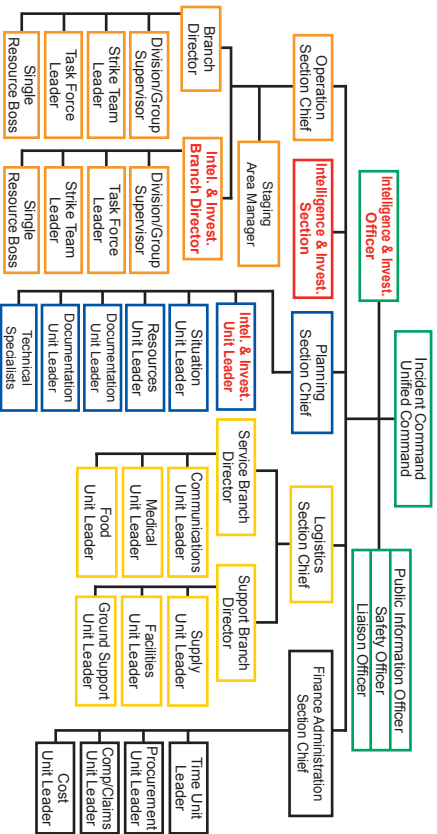 Incident Command
Unified Command
Intelligence & Invest.
Officer
Public Information Officer
Safety Officer
Liaison Officer
Operation
Section Chief
Intelligence & Invest.
Section
Planning
Section Chief
Logistics
Section Chief
Finance Administration
Section Chief
Staging
Area Manager
Branch
Director
Division/Group
Supervisor
Strike Team
Leader
Task Force
Leader
Single
Resource Boss
Intel. & Invest.
Branch Director
Division/Group
Supervisor
Task Force
Leader
Strike Team
Leader
Single
Resource Boss
Intel. & Invest.
Unit Leader
Situation
Unit Leader
Resources
Unit Leader
Documentation
Unit Leader
Documentation
Unit Leader
Technical
Specialists
Service Branch
Director
Communications
Unit Leader
Medical
Unit Leader
Food
Unit Leader
Support Branch
Director
Supply
Unit Leader
Facilities
Unit Leader
Ground Support
Unit Leader
Time Unit
Leader
Procurement
Unit Leader
Comp/Claims
Unit Leader
Cost
Unit Leader